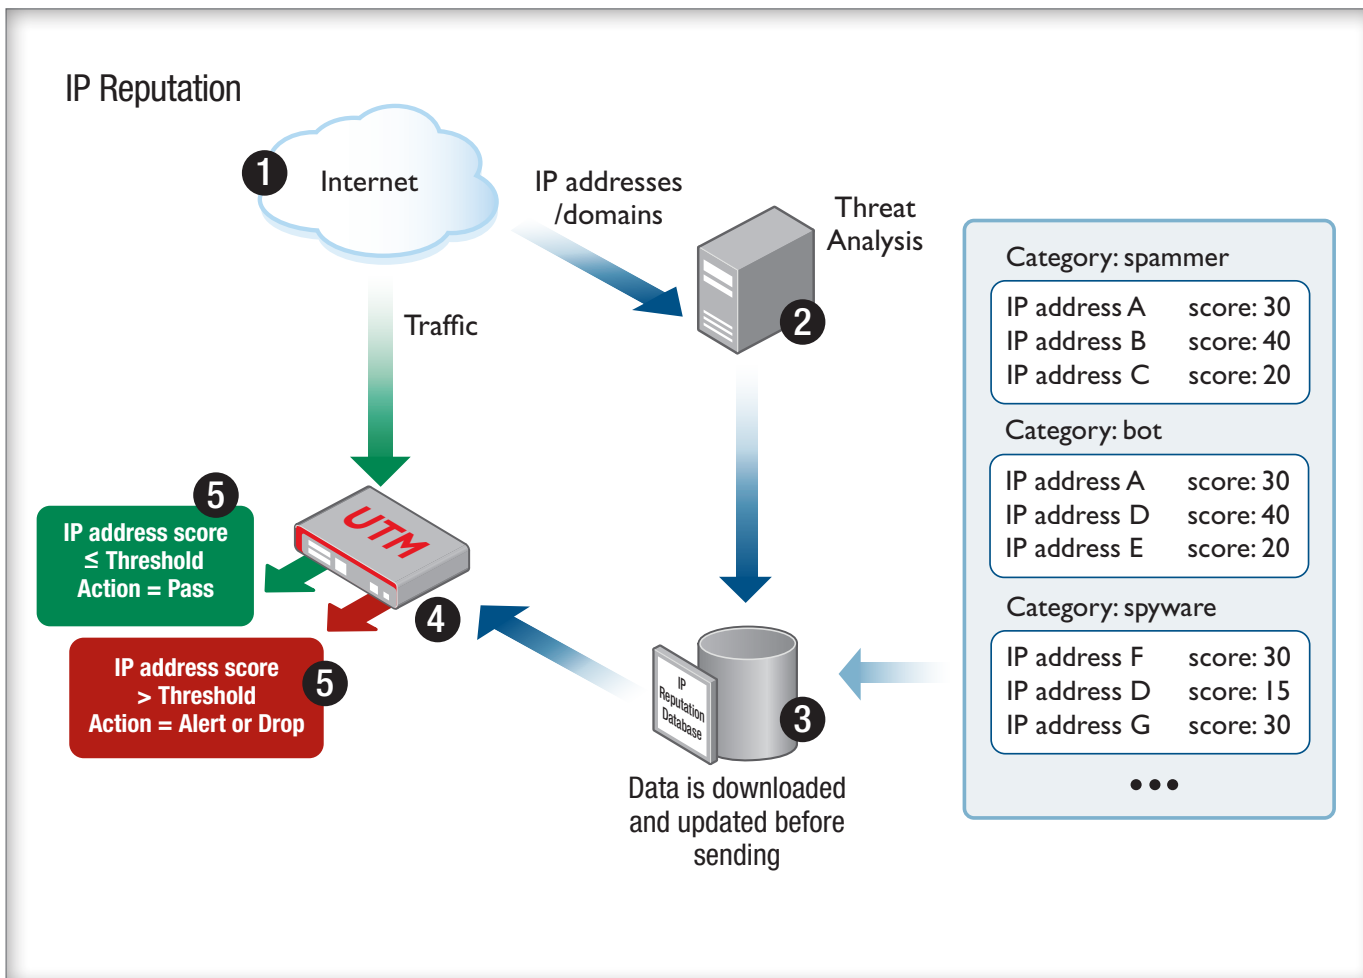 IP Reputation
1
Internet
IP addresses
/domains
Threat
Analysis
2
Traffic
UTM
4
5
IP address score
≤ Threshold
Action = Pass
IP address score
> Threshold
Action = Alert or Drop
5
IP
Reputation
Database
3
Data is downloaded
and updated before
sending
Category: spammer
IP address A score: 30
IP address B score: 40
IP address C score: 20
Category: bot
IP address A score: 30
IP address D score: 40
IP address E score: 20
Category: spyware
IP address F score: 30
IP address D score: 15
IP address G score: 30
•••